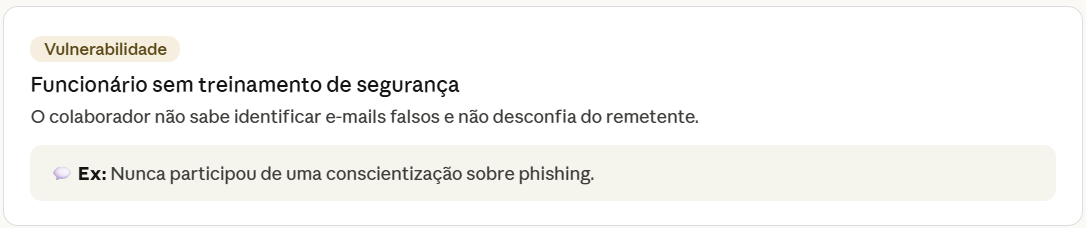 Vulnerabilidade
Funcionário sem treinamento de segurança
O colaborador não sabe identificar e-mails falsos e não desconfia do remetente.
Ex: Nunca participou de uma conscientização sobre phishing.